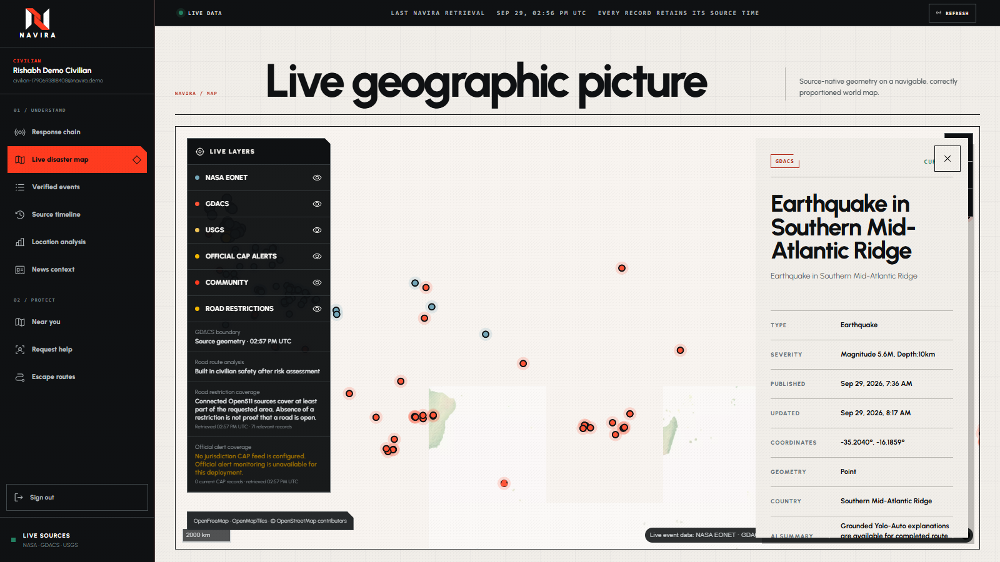 NAVIRA
CIVILIAN
Rishabh Demo Civilian
civilian-1790693818408@navira.demo
01 / UNDERSTAND
Response chain
Live disaster map
Verified events
Source timeline
Location analysis
News context
02 / PROTECT
Near you
Request help
Escape routes
Sign out
LIVE SOURCES
NASA · GDACS · USGS
LIVE DATA
LAST NAVIRA RETRIEVAL SEP 29, 02:56 PM UTC EVERY RECORD RETAINS ITS SOURCE TIME
REFRESH
NAVIRA / MAP
Live geographic picture
Source-native geometry on a navigable, correctly
proportioned world map.
LIVE LAYERS
NASA EONET
GDACS
USGS
OFFICIAL CAP ALERTS
COMMUNITY
ROAD RESTRICTIONS
GDACS boundary
Source geometry · 02:57 PM UTC
Road route analysis
Built in civilian safety after risk assessment
Road restriction coverage
Connected Open511 sources cover at least
part of the requested area. Absence of a
restriction is not proof that a road is open.
Retrieved 02:57 PM UTC · 71 relevant records
Official alert coverage
No jurisdiction CAP feed is configured.
Official alert monitoring is unavailable for
this deployment.
0 current CAP records · retrieved 02:57 PM UTC
OpenFreeMap · OpenMapTiles · © OpenStreetMap contributors
2000 km
Live event data: NASA EONET · GDA
GDACS
CUR
Earthquake in
Southern Mid-
Atlantic Ridge
Earthquake in Southern Mid-Atlantic Ridge
TYPE Earthquake
SEVERITY Magnitude 5.6M, Depth:10km
PUBLISHED Sep 29, 2026, 7:36 AM
UPDATED Sep 29, 2026, 8:17 AM
COORDINATES -35.2040°, -16.1859°
GEOMETRY Point
COUNTRY Southern Mid-Atlantic Ridge
AI SUMMARY Grounded Yolo-Auto explanations
are available for completed route